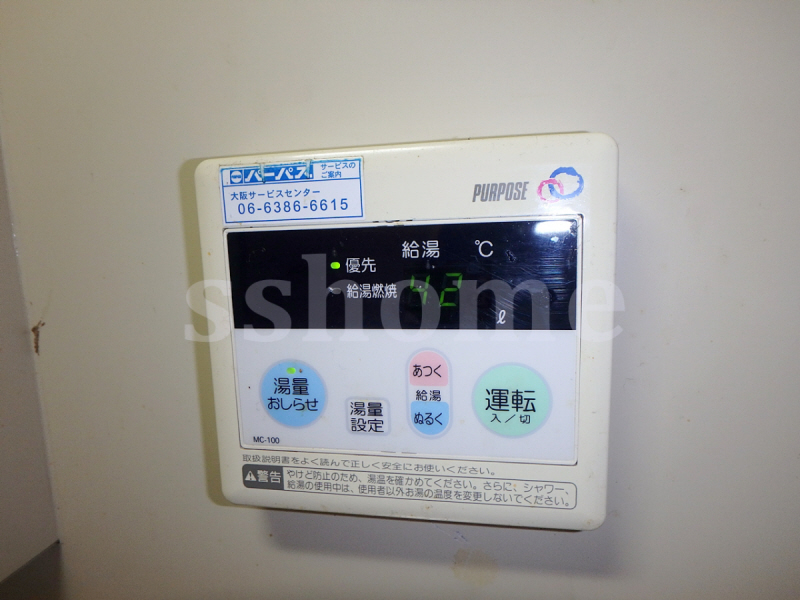 パーパス サービスの
ご案内
大阪サービスセンター
06-6386-6615
PURPOSE
給湯 ℃
優先
給湯燃焼 42
ℓ
sshome
湯量
おしらせ
湯量
設定
あつく
給湯
ぬるく
運転
入/切
MC-100
取扱説明書をよく読んで正しく安全にお使いください。
警告 やけど防止のため、湯温を確かめてください。さらに、シャワー、
給湯の使用中は、使用者以外お湯の温度を変更しないでください。